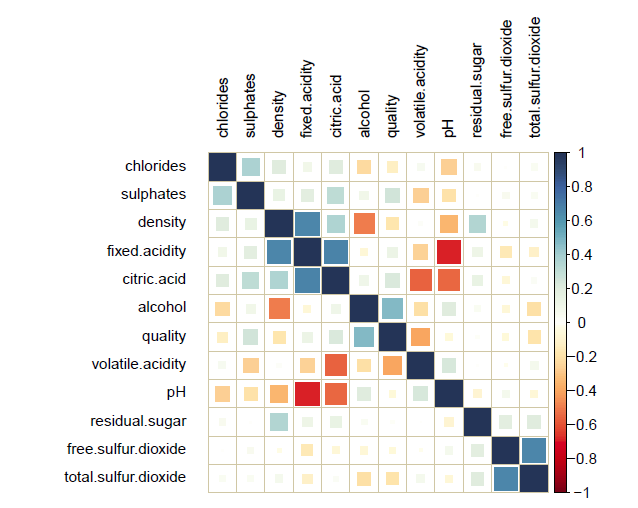 chlorides
sulphates
density
fixed.acidity
citric.acid
alcohol
quality
volatile.acidity
pH
residual.sugar
free.sulfur.dioxide
total.sulfur.dioxide
chlorides
sulphates
density
fixed.acidity
citric.acid
alcohol
quality
volatile.acidity
pH
residual.sugar
free.sulfur.dioxide
total.sulfur.dioxide
1
0.8
0.6
0.4
0.2
0
−0.2
−0.4
−0.6
−0.8
−1